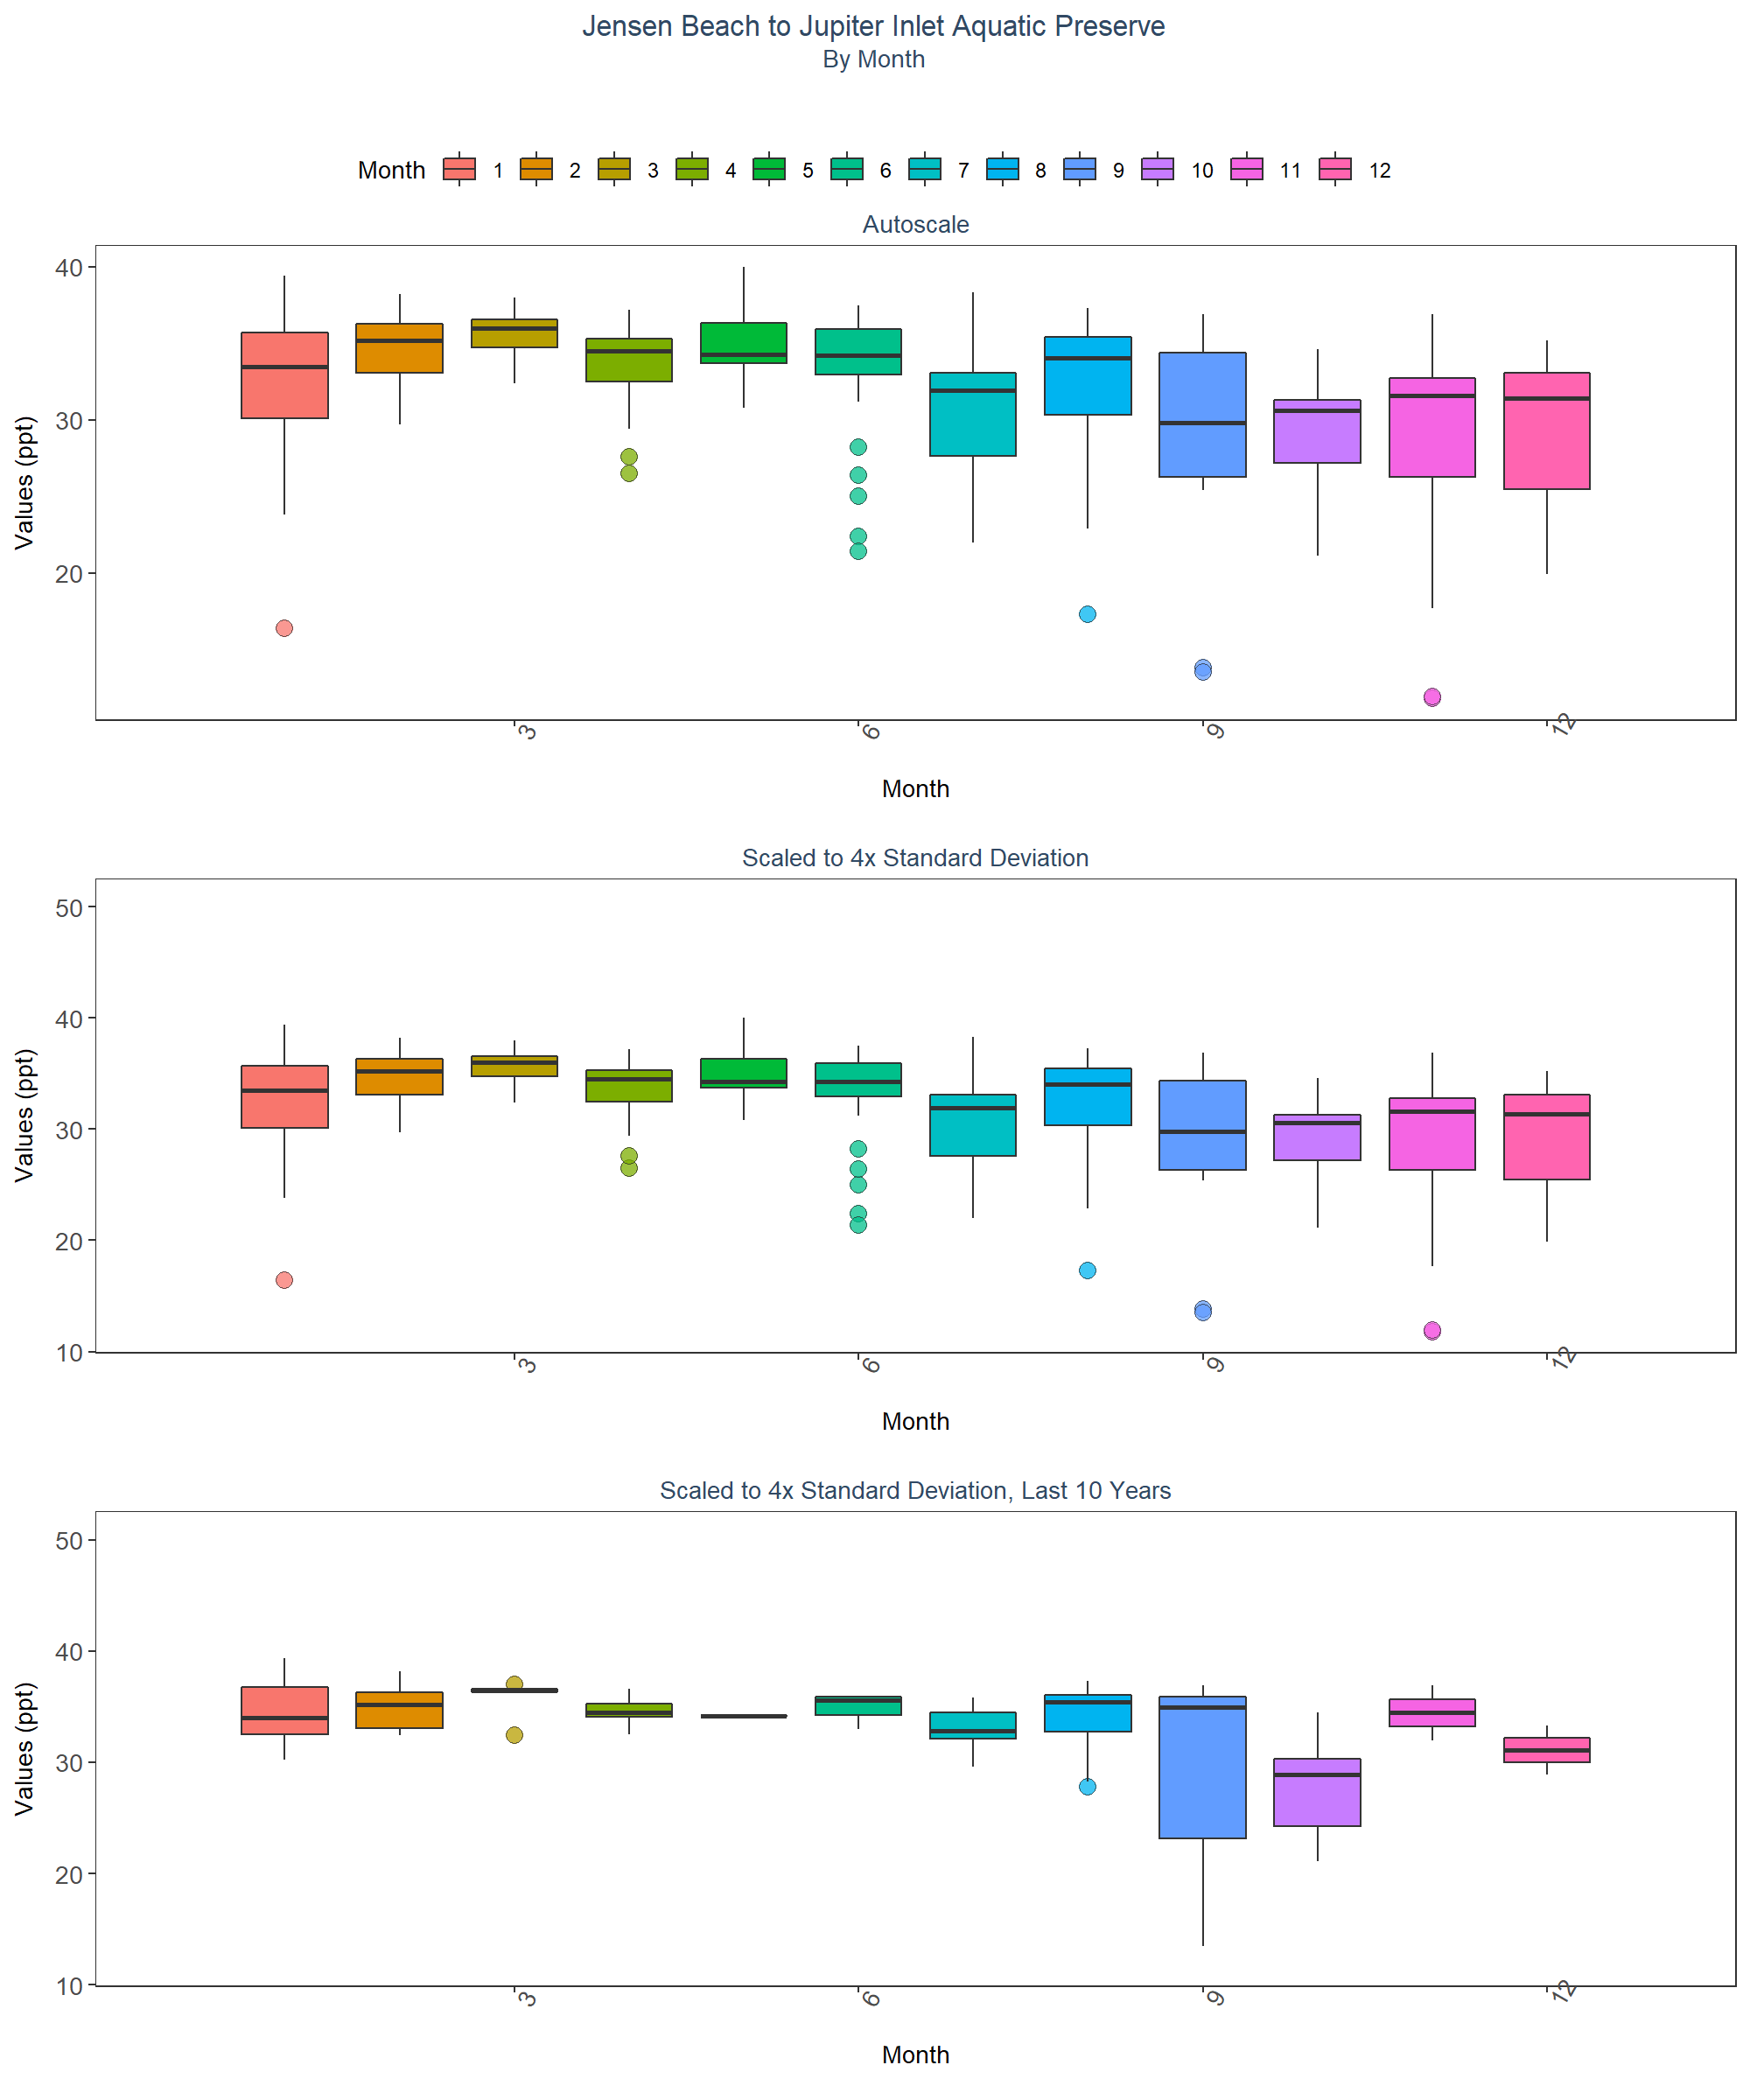 Jensen Beach to Jupiter Inlet Aquatic Preserve
By Month
Month 1 2 3 4 5 6 7 8 9 10 11 12
Autoscale
Values (ppt)
40
30
20
3 6 9 12
Month
Scaled to 4x Standard Deviation
Values (ppt)
50
40
30
20
10
3 6 9 12
Month
Scaled to 4x Standard Deviation, Last 10 Years
Values (ppt)
50
40
30
20
10
3 6 9 12
Month